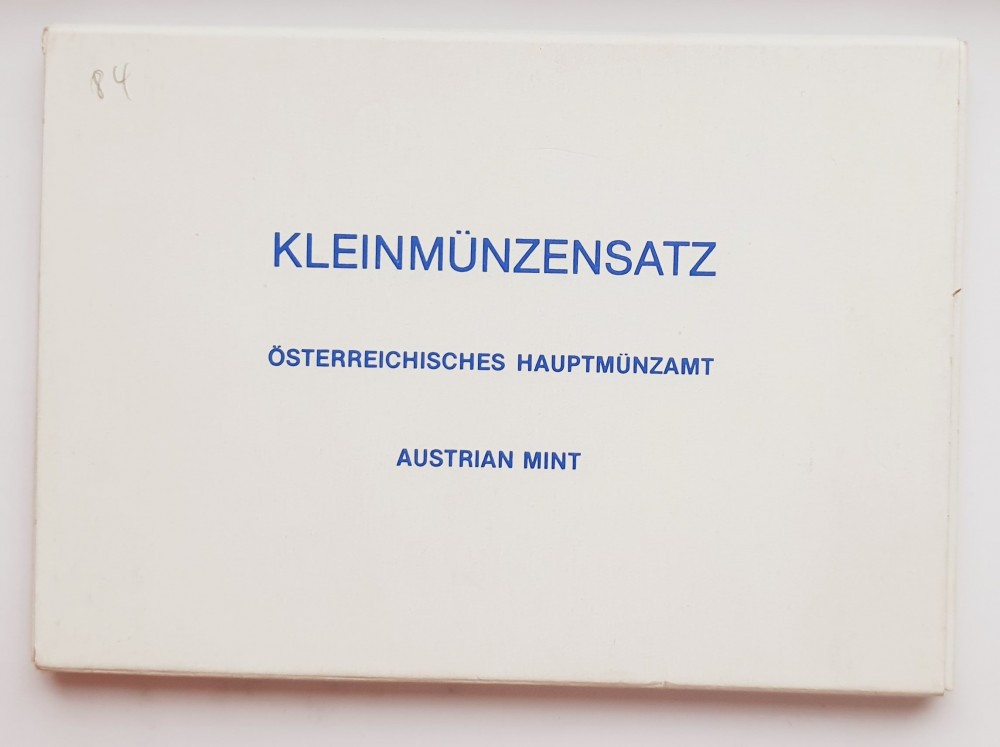 84
KLEINMÜNZENSATZ
ÖSTERREICHISCHES HAUPTMÜNZAMT
AUSTRIAN MINT